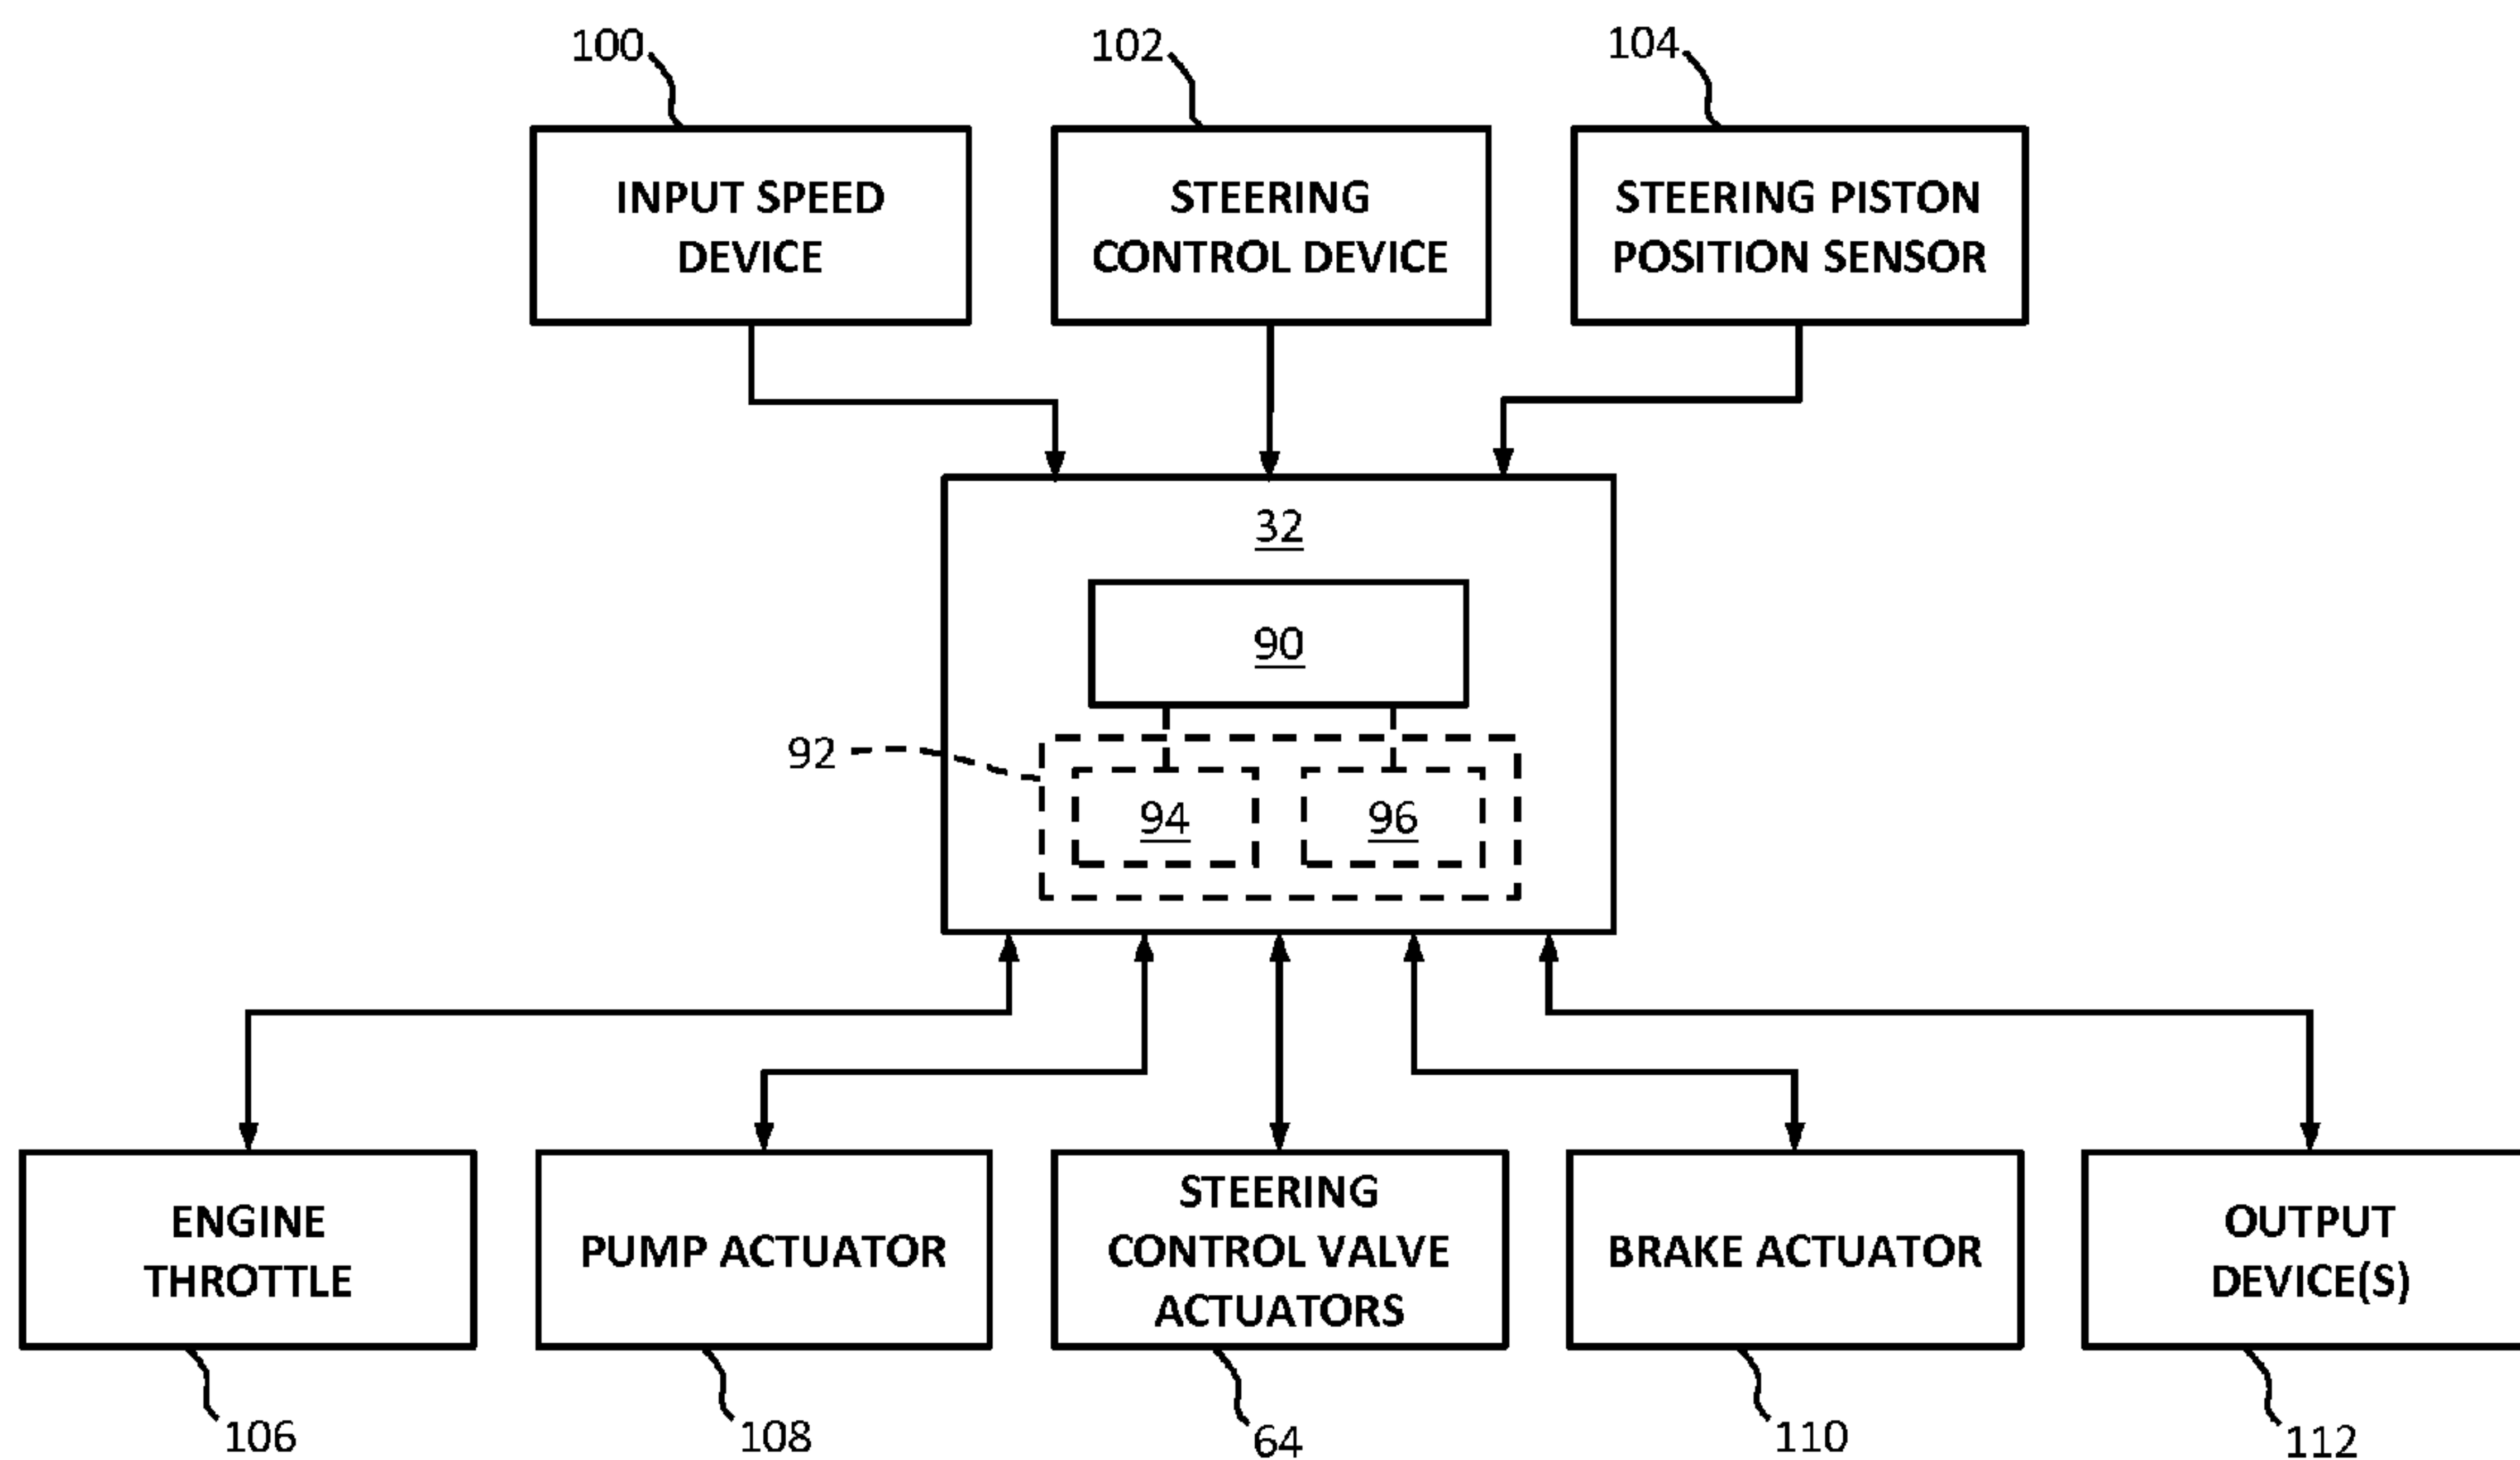 100
102
104
INPUT SPEED
DEVICE
STEERING
CONTROL DEVICE
STEERING PISTON
POSITION SENSOR
32
90
92
94
96
ENGINE
THROTTLE
PUMP ACTUATOR
STEERING
CONTROL VALVE
ACTUATORS
BRAKE ACTUATOR
OUTPUT
DEVICE(S)
106
108
64
110
112